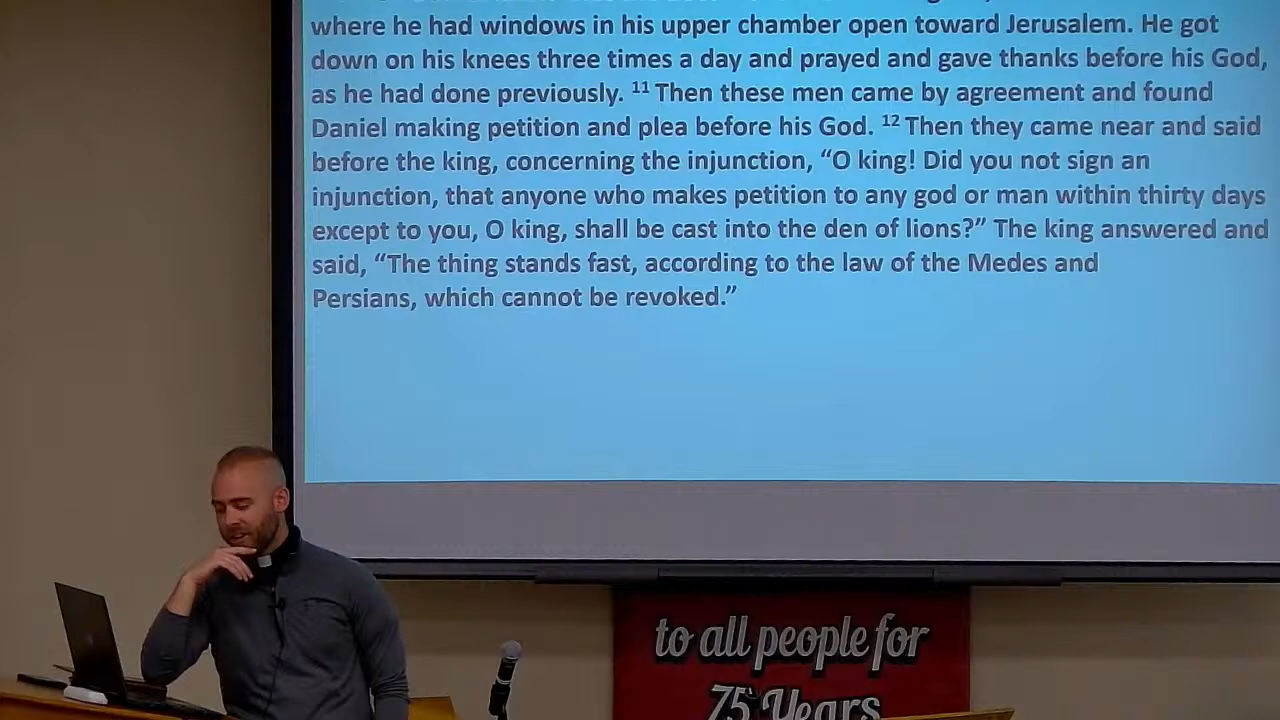 where he had windows in his upper chamber open toward Jerusalem. He got
down on his knees three times a day and prayed and gave thanks before his God,
as he had done previously. ¹¹ Then these men came by agreement and found
Daniel making petition and plea before his God. ¹² Then they came near and said
before the king, concerning the injunction, “O king! Did you not sign an
injunction, that anyone who makes petition to any god or man within thirty days
except to you, O king, shall be cast into the den of lions?” The king answered and
said, “The thing stands fast, according to the law of the Medes and
Persians, which cannot be revoked.”
to all people for
75 Years